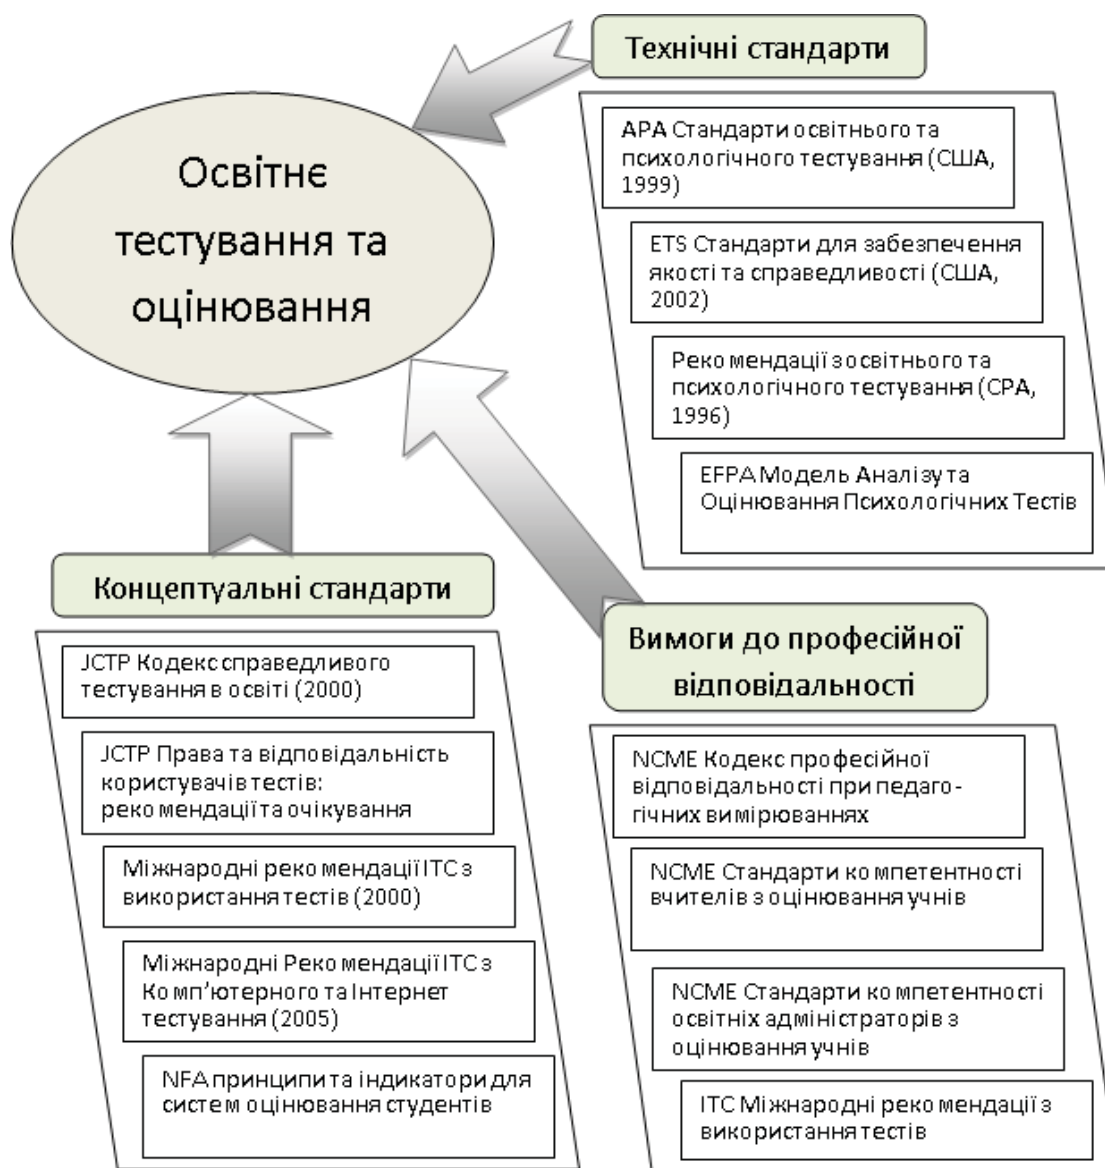 Технічні стандарти
Освітнє
тестування та
оцінювання
APA Стандарти освітнього та
психологічного тестування (США,
1999)
ETS Стандарти для забезпечення
якості та справедливості (США,
2002)
Рекомендації з освітнього та
психологічного тестування (CPA,
1996)
EFPA Модель Аналізу та
Оцінювання Психологічних Тестів
Концептуальні стандарти
JCTP Кодекс справедливого
тестування в освіті (2000)
JCTP Права та відповідальність
користувачів тестів:
рекомендації та очікування
Міжнародні рекомендації ITC з
використання тестів (2000)
Міжнародні Рекомендації ITC з
Комп’ютерного та Інтернет
тестування (2005)
NFA принципи та індикатори для
систем оцінювання студентів
Вимоги до професійної
відповідальності
NCME Кодекс професійної
відповідальності при педаго-
гічних вимірюваннях
NCME Стандарти компетентності
вчителів з оцінювання учнів
NCME Стандарти компетентності
освітніх адміністраторів з
оцінювання учнів
ITC Міжнародні рекомендації з
використання тестів